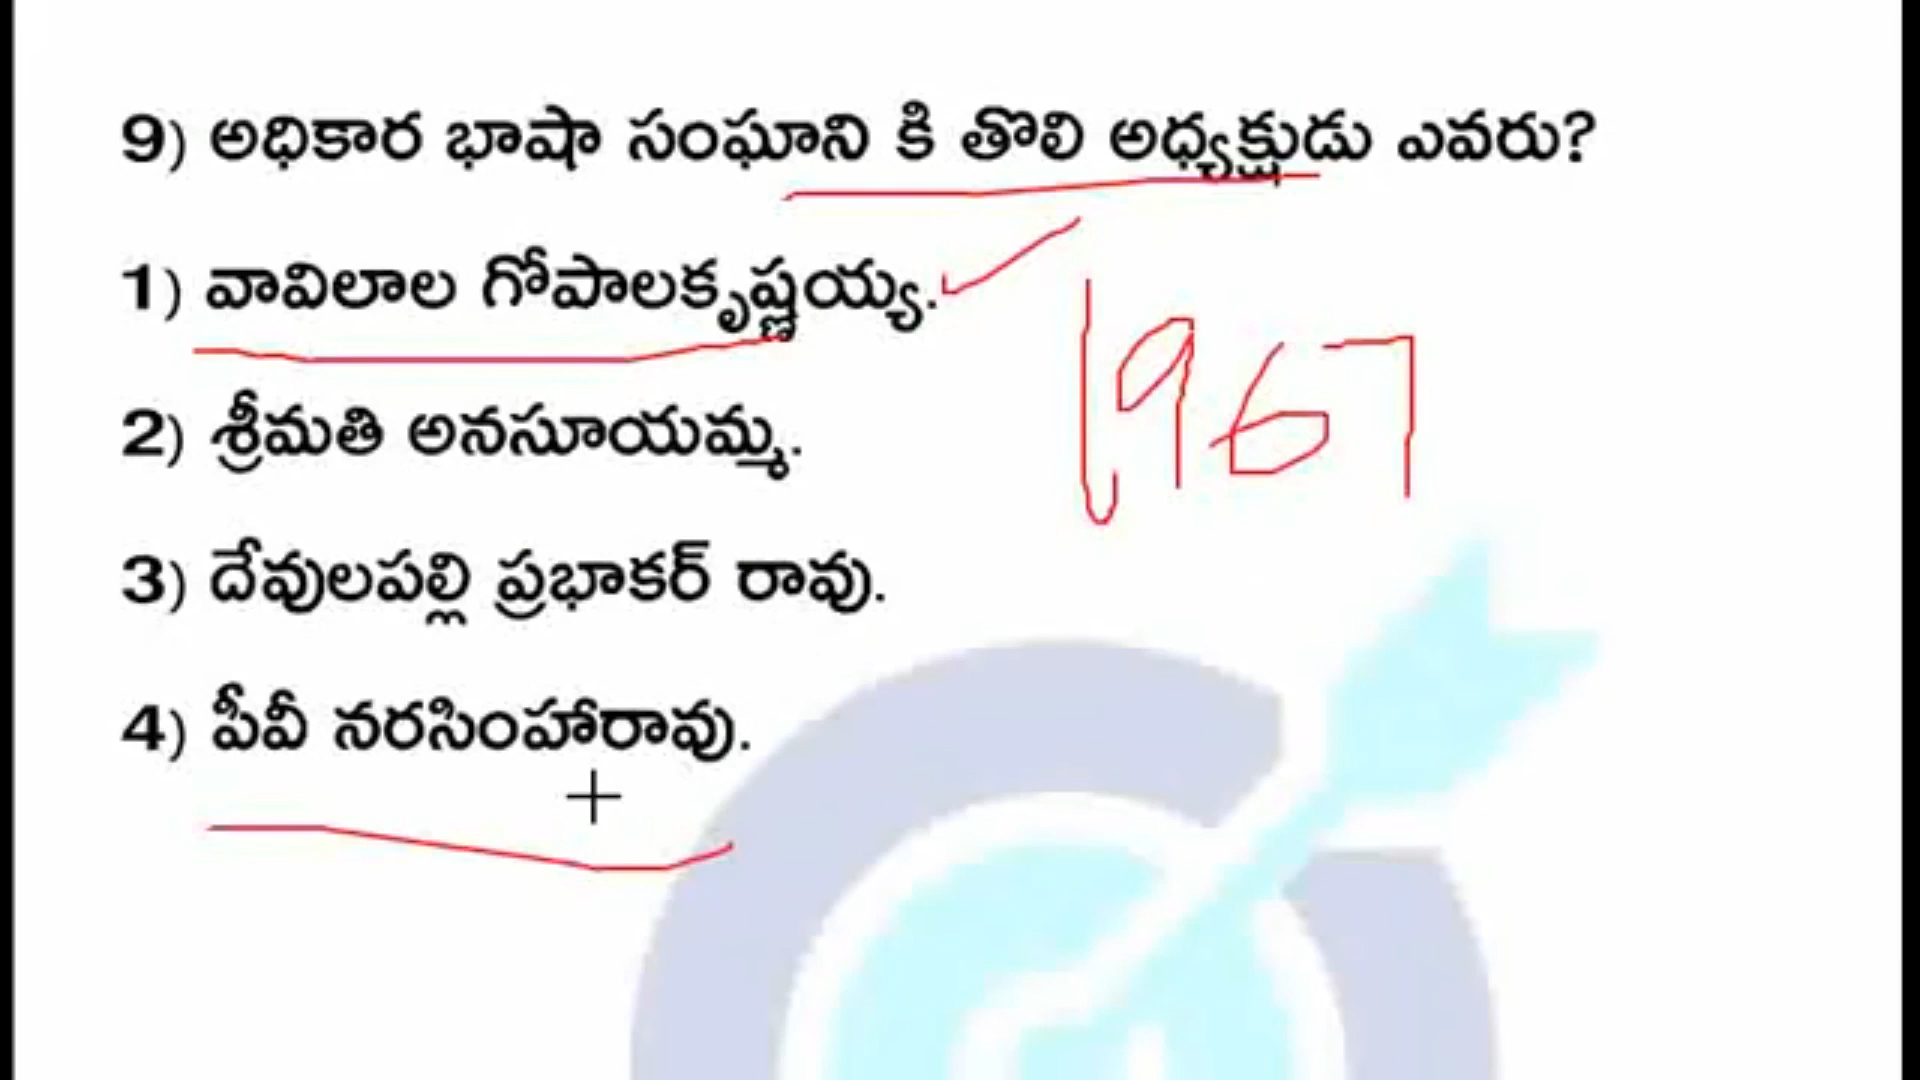 9) అధికార భాషా సంఘాని కి తొలి అధ్యక్షుడు ఎవరు?
1) వావిలాల గోపాలకృష్ణయ్య.
1967
2) శ్రీమతి అనసూయమ్మ.
3) దేవులపల్లి ప్రభాకర్ రావు.
4) పీవీ నరసింహారావు.